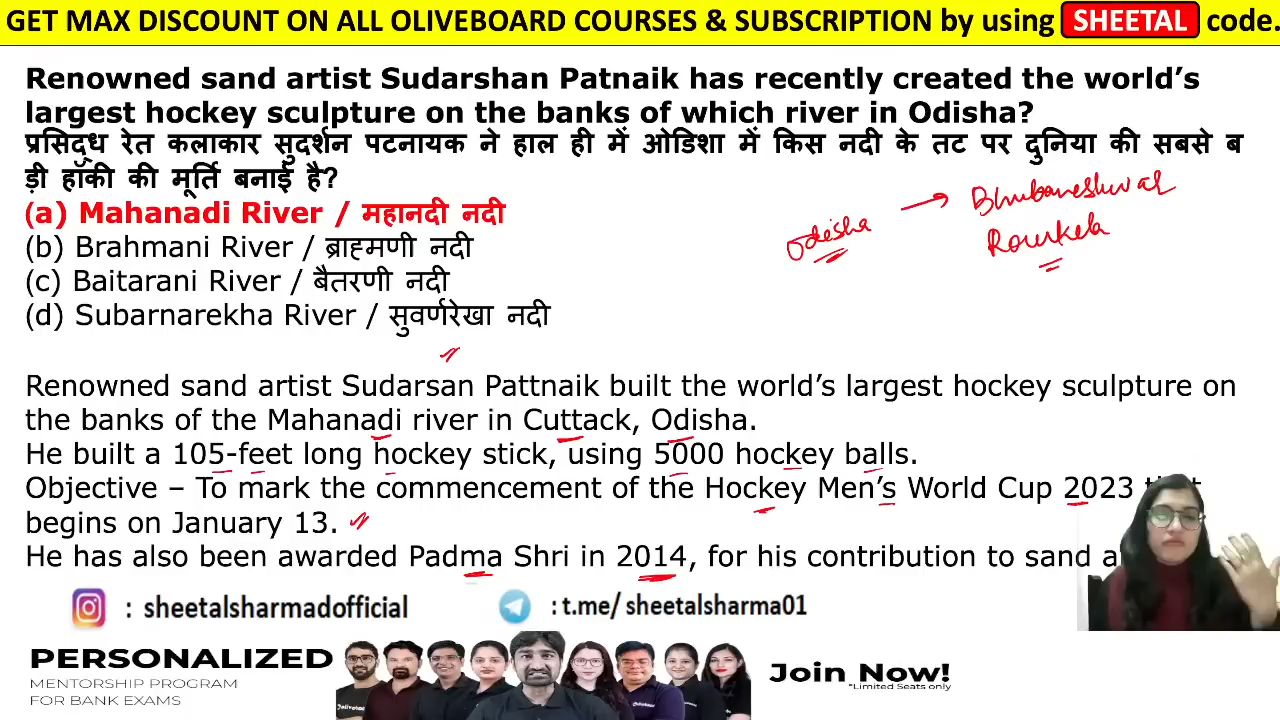 GET MAX DISCOUNT ON ALL OLIVEBOARD COURSES & SUBSCRIPTION by using SHEETAL code.
Renowned sand artist Sudarshan Patnaik has recently created the world's
largest hockey sculpture on the banks of which river in Odisha?
प्रसिद्ध रेत कलाकार सुदर्शन पटनायक ने हाल ही में ओडिशा में किस नदी के तट पर दुनिया की सबसे ब
ड़ी हॉकी की मूर्ति बनाई है?
(a) Mahanadi River / महानदी नदी
(b) Brahmani River / ब्राह्मणी नदी
(c) Baitarani River / बैतरणी नदी
(d) Subarnarekha River / सुवर्णरेखा नदी
Odisha → Bhubaneshwar
Rourkela
Renowned sand artist Sudarsan Pattnaik built the world's largest hockey sculpture on
the banks of the Mahanadi river in Cuttack, Odisha.
He built a 105-feet long hockey stick, using 5000 hockey balls.
Objective – To mark the commencement of the Hockey Men's World Cup 2023
begins on January 13.
He has also been awarded Padma Shri in 2014, for his contribution to sand
: sheetalsharmadofficial
: t.me/ sheetalsharma01
PERSONALIZED
MENTORSHIP PROGRAM
FOR BANK EXAMS
Join Now!
*Limited Seats only